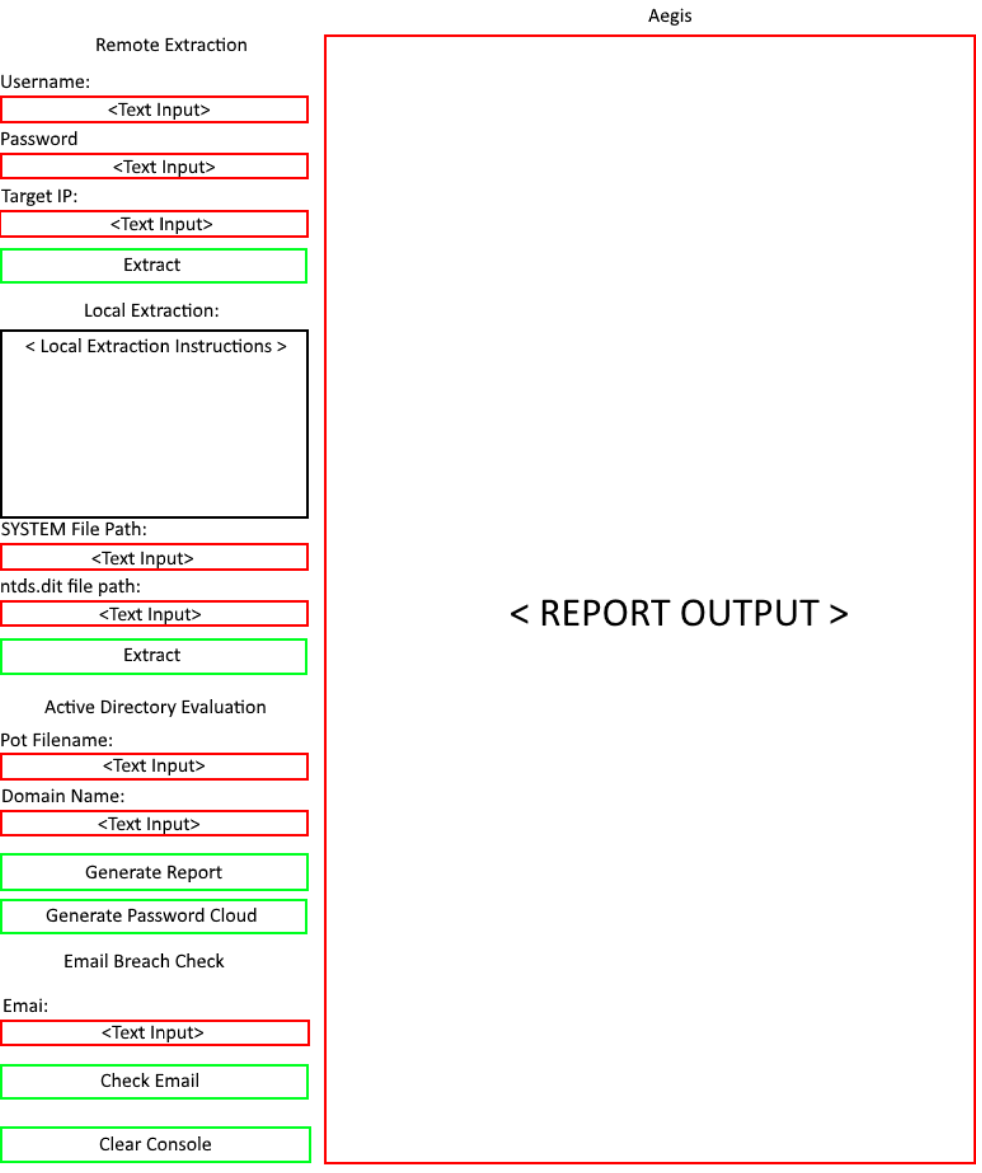 Aegis
Remote Extraction
Username:
<Text Input>
Password
<Text Input>
Target IP:
<Text Input>
Extract
Local Extraction:
< Local Extraction Instructions >
SYSTEM File Path:
<Text Input>
ntds.dit file path:
<Text Input>
Extract
Active Directory Evaluation
Pot Filename:
<Text Input>
Domain Name:
<Text Input>
Generate Report
Generate Password Cloud
Email Breach Check
Emai:
<Text Input>
Check Email
Clear Console
< REPORT OUTPUT >